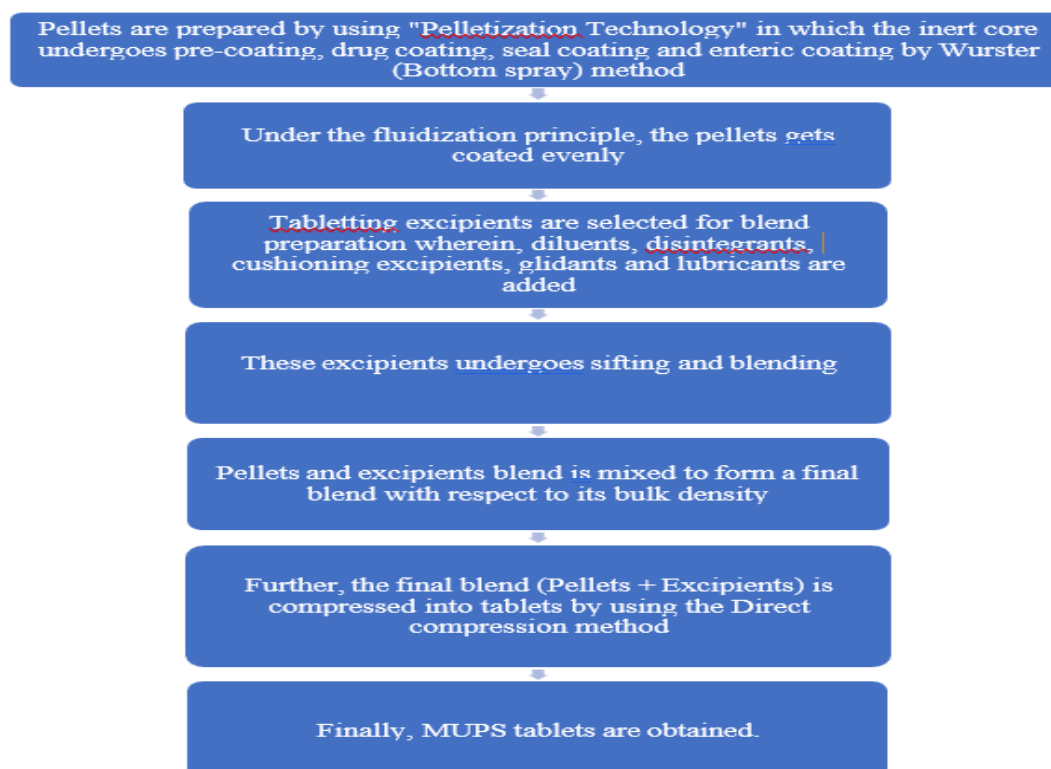 Pellets are prepared by using "Pelletization Technology" in which the inert core
undergoes pre-coating, drug coating, seal coating and enteric coating by Wurster
(Bottom spray) method
Under the fluidization principle, the pellets gets
coated evenly
Tabletting excipients are selected for blend
preparation wherein, diluents, disintegrants,
cushioning excipients, glidants and lubricants are
added
These excipients undergoes sifting and blending
Pellets and excipients blend is mixed to form a final
blend with respect to its bulk density
Further, the final blend (Pellets + Excipients) is
compressed into tablets by using the Direct
compression method
Finally, MUPS tablets are obtained.